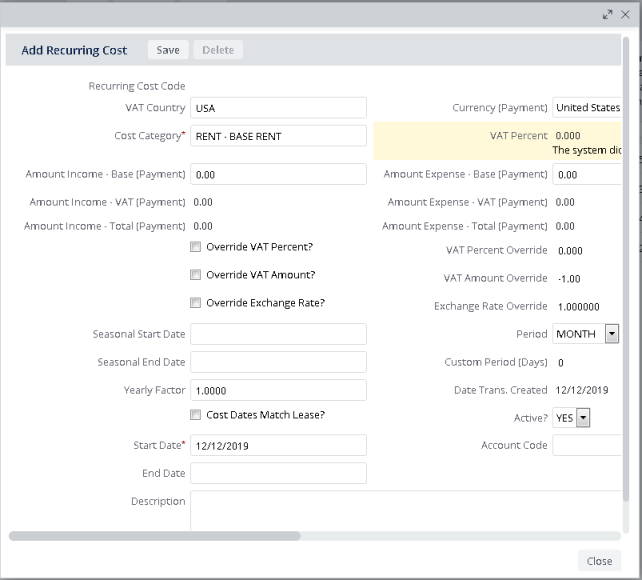 Add Recurring Cost Save Delete
Recurring Cost Code
VAT Country USA Currency (Payment) United States
Cost Category* RENT - BASE RENT VAT Percent 0.000
The system
Amount Income - Base (Payment) 0.00 Amount Expense - Base (Payment) 0.00
Amount Income - VAT (Payment) 0.00 Amount Expense - VAT (Payment) 0.00
Amount Income - Total (Payment) 0.00 Amount Expense - Total (Payment) 0.00
Override VAT Percent? VAT Percent Override 0.000
Override VAT Amount? VAT Amount Override -1.00
Override Exchange Rate? Exchange Rate Override 1.000000
Seasonal Start Date Period MONTH
Seasonal End Date Custom Period (Days) 0
Yearly Factor 1.0000 Date Trans. Created 12/12/2019
Cost Dates Match Lease? Active? YES
Start Date* 12/12/2019 Account Code
End Date
Description
Close